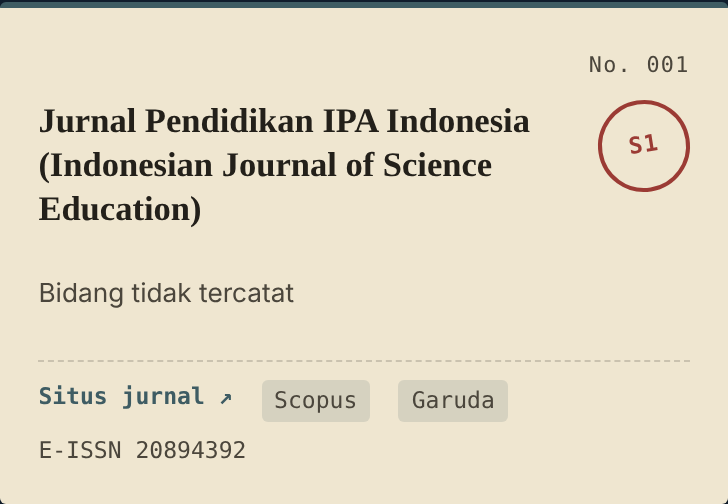 No. 001
Jurnal Pendidikan IPA Indonesia
(Indonesian Journal of Science
Education)
S1
Bidang tidak tercatat
Situs jurnal ↗ Scopus Garuda
E-ISSN 20894392